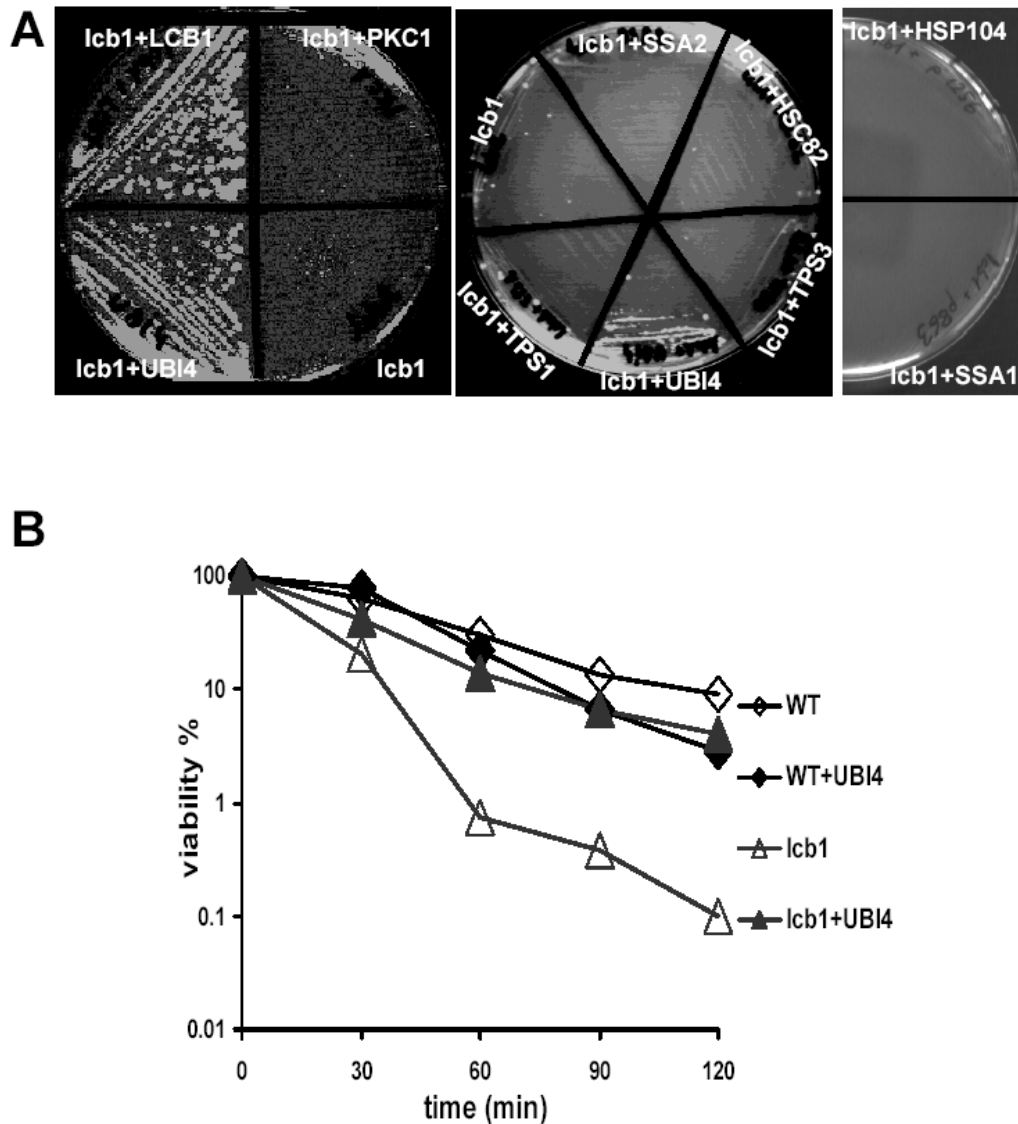 A
lcb1+LCB1
lcb1+PKC1
lcb1+UBI4
lcb1
lcb1+SSA2
lcb1+HSC82
lcb1
lcb1+TPS3
lcb1+TPS1
lcb1+UBI4
lcb1+HSP104
lcb1+SSA1
B
viability %
100
10
1
0.1
0.01
0
30
60
90
120
time (min)
WT
WT+UBI4
lcb1
lcb1+UBI4